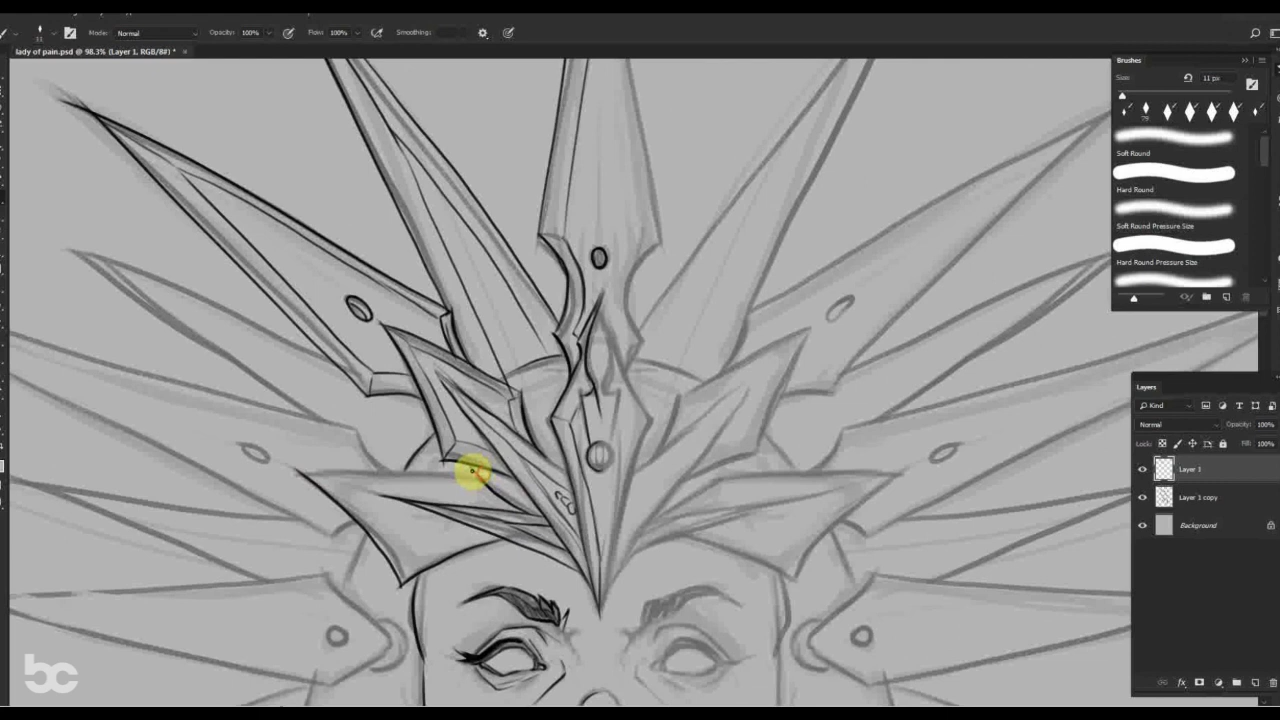 Mode: Normal Opacity: 100% Flow: 100% Smoothing:
lady of pain.psd @ 98.3% (Layer 1, RGB/8#) * ×
Brushes
Size: 11 px
79
Soft Round
Hard Round
Soft Round Pressure Size
Hard Round Pressure Size
Layers
Kind
Normal Opacity: 100%
Lock: Fill: 100%
Layer 1
Layer 1 copy
Background
fx
bc